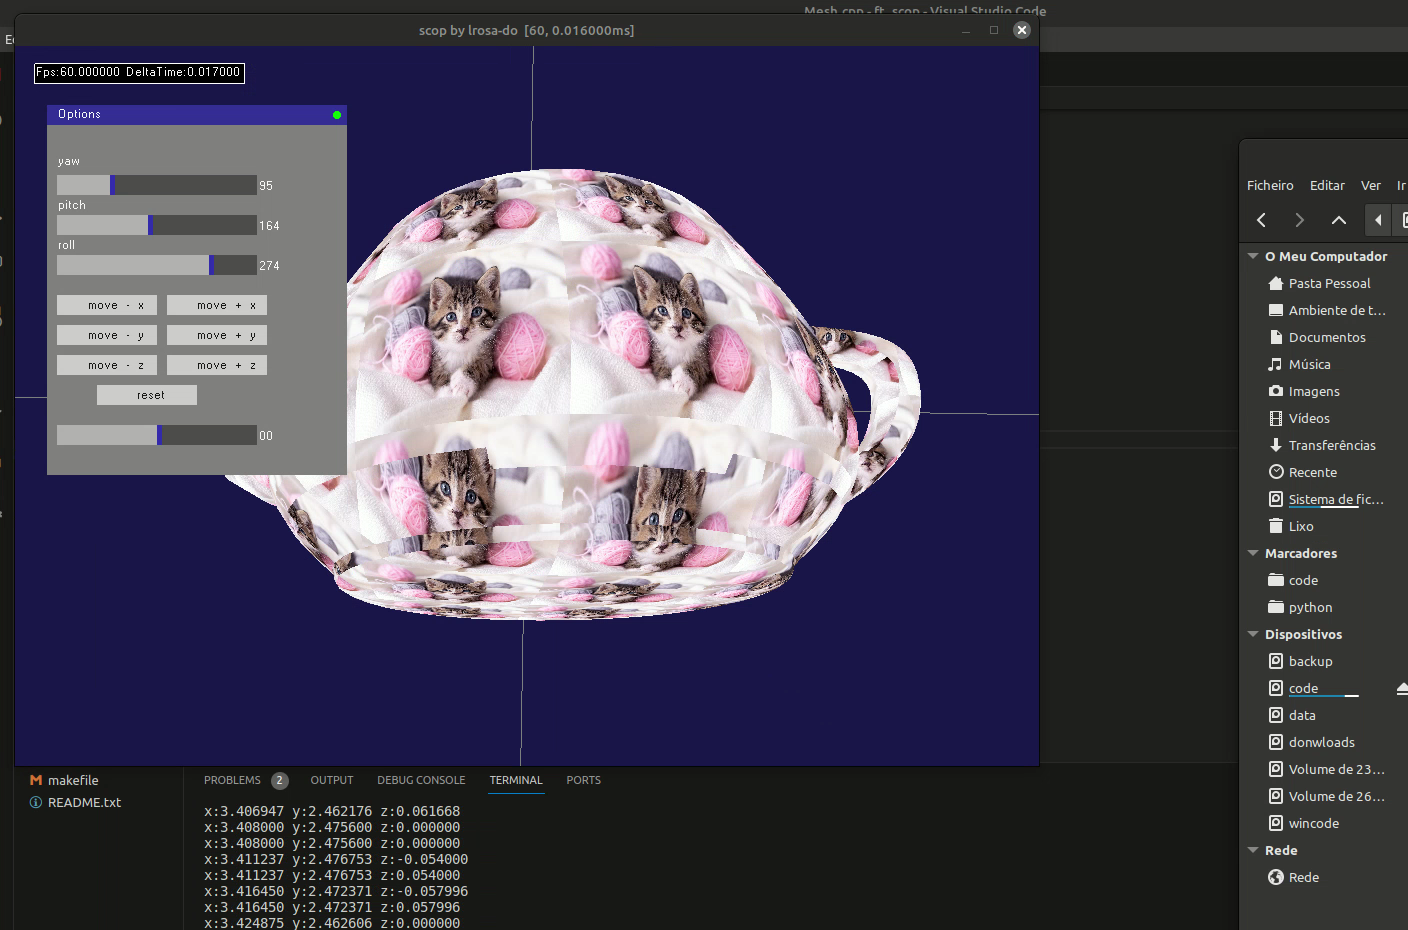 Mesh.cpp - ft_scop - Visual Studio Code
scop by lrosa-do [60, 0.016000ms]
Fps:60.000000 DeltaTime:0.017000
Options
yaw
95
pitch
164
roll
274
move - x
move + x
move - y
move + y
move - z
move + z
reset
00
Ficheiro Editar Ver Ir
O Meu Computador
Pasta Pessoal
Ambiente de t...
Documentos
Música
Imagens
Vídeos
Transferências
Recente
Sistema de fic...
Lixo
Marcadores
code
python
Dispositivos
backup
code
data
donwloads
Volume de 23...
Volume de 26...
wincode
Rede
Rede
makefile
README.txt
PROBLEMS 2 OUTPUT DEBUG CONSOLE TERMINAL PORTS
x:3.406947 y:2.462176 z:0.061668
x:3.408000 y:2.475600 z:0.000000
x:3.408000 y:2.475600 z:0.000000
x:3.411237 y:2.476753 z:-0.054000
x:3.411237 y:2.476753 z:0.054000
x:3.416450 y:2.472371 z:-0.057996
x:3.416450 y:2.472371 z:0.057996
x:3.424875 y:2.462606 z:0.000000